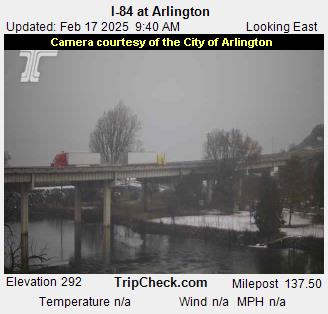 I-84 at Arlington
Updated: Feb 17 2025 9:40 AM Looking East
Camera courtesy of the City of Arlington
Elevation 292 TripCheck.com Milepost 137.50
Temperature n/a Wind n/a MPH n/a